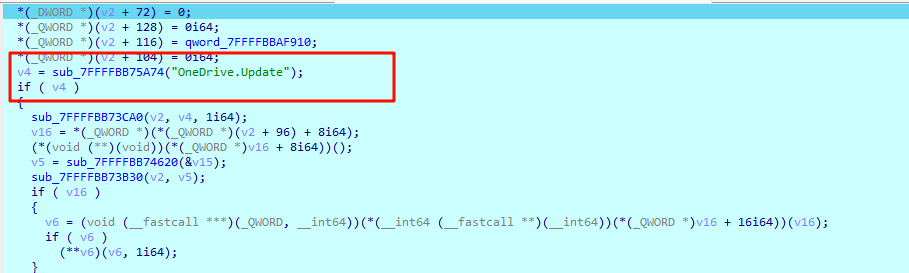 *(_DWORD *)(v2 + 72) = 0;
*(_QWORD *)(v2 + 128) = 0i64;
*(_QWORD *)(v2 + 116) = qword_7FFFFBBAF910;
*(_QWORD *)(v2 + 104) = 0i64;
v4 = sub_7FFFFBB75A74("OneDrive.Update");
if ( v4 )
{
sub_7FFFFBB73CA0(v2, v4, 1i64);
v16 = *(_QWORD *)(*(_QWORD *)(v2 + 96) + 8i64);
(*(void (**)(void))(*(_QWORD *)v16 + 8i64))();
v5 = sub_7FFFFBB74620(&v15);
sub_7FFFFBB73B30(v2, v5);
if ( v16 )
{
v6 = (void (__fastcall ***)(_QWORD, __int64))(*(__int64 (__fastcall **)(__int64))(*(_QWORD *)v16 + 16i64))(v16);
if ( v6 )
(**v6)(v6, 1i64);
}